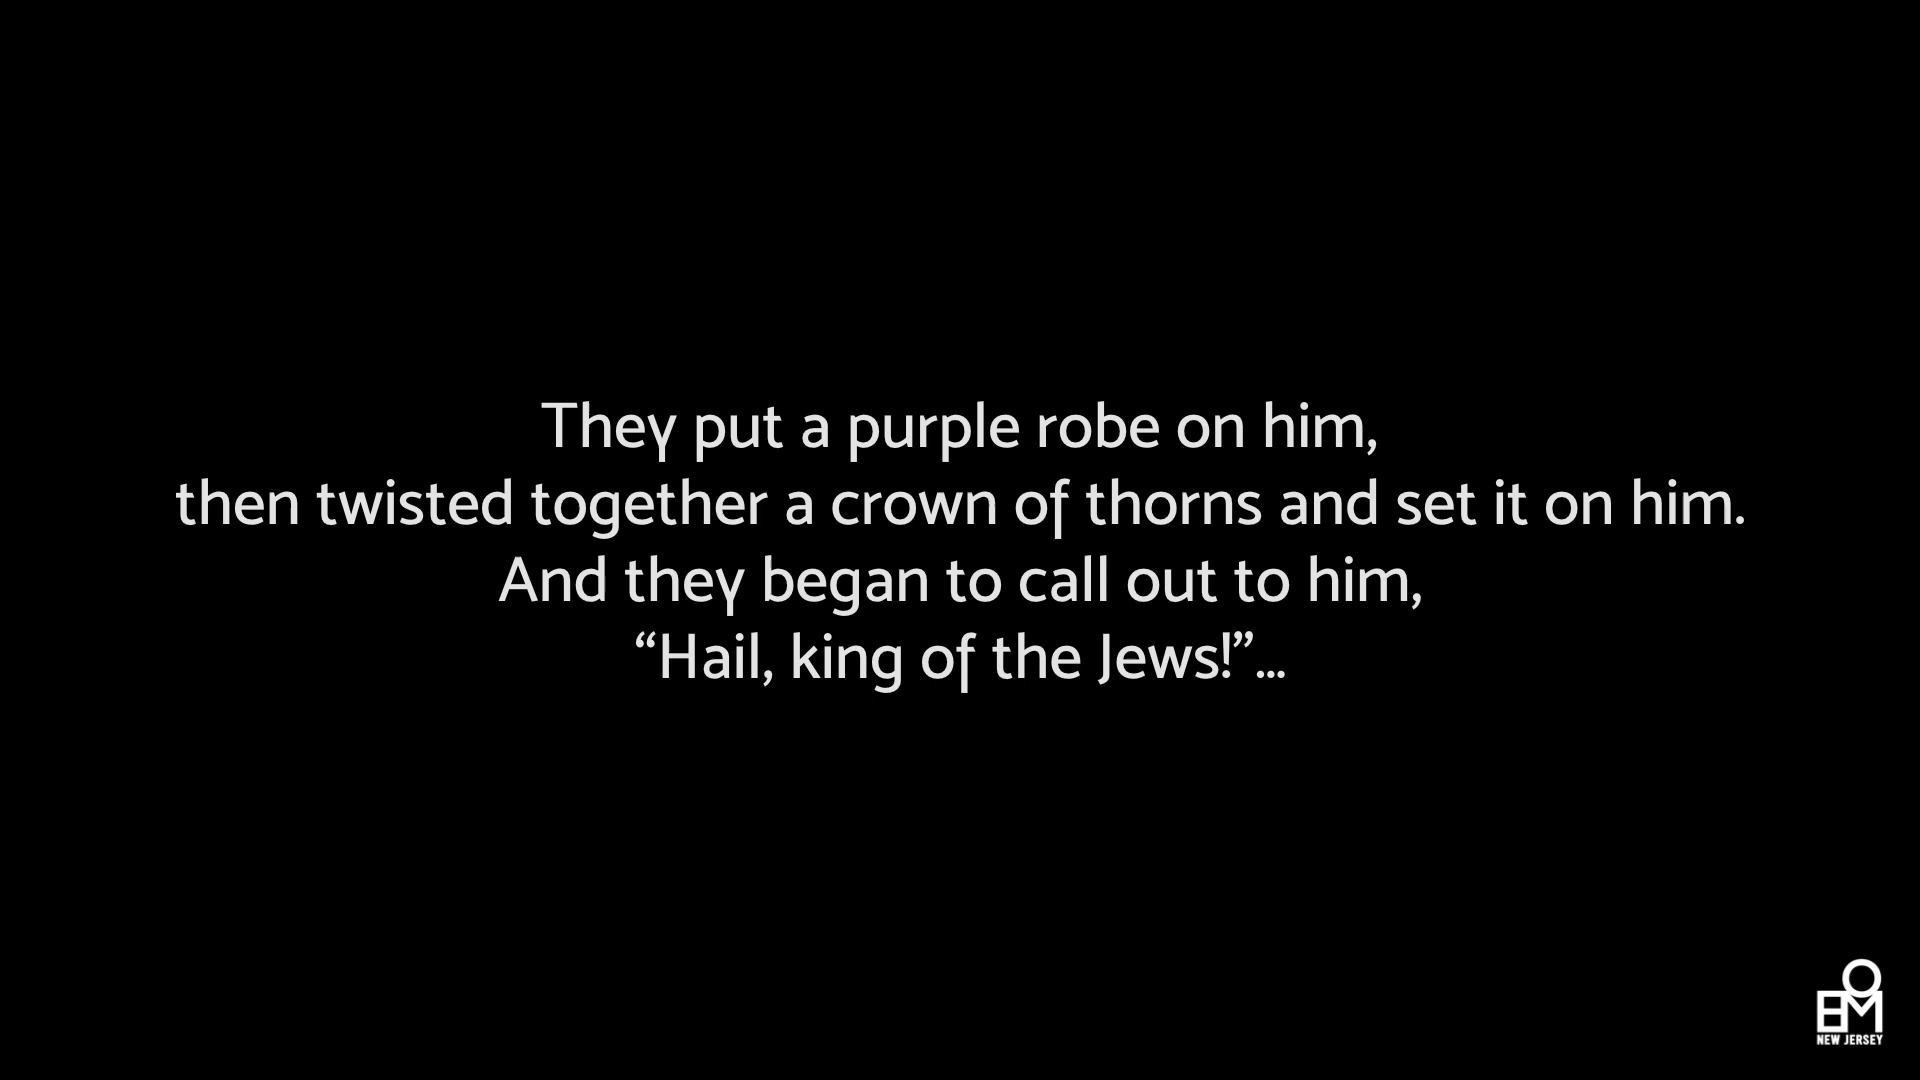 They put a purple robe on him,
then twisted together a crown of thorns and set it on him.
And they began to call out to him,
“Hail, king of the Jews!”...
EMO
NEW JERSEY